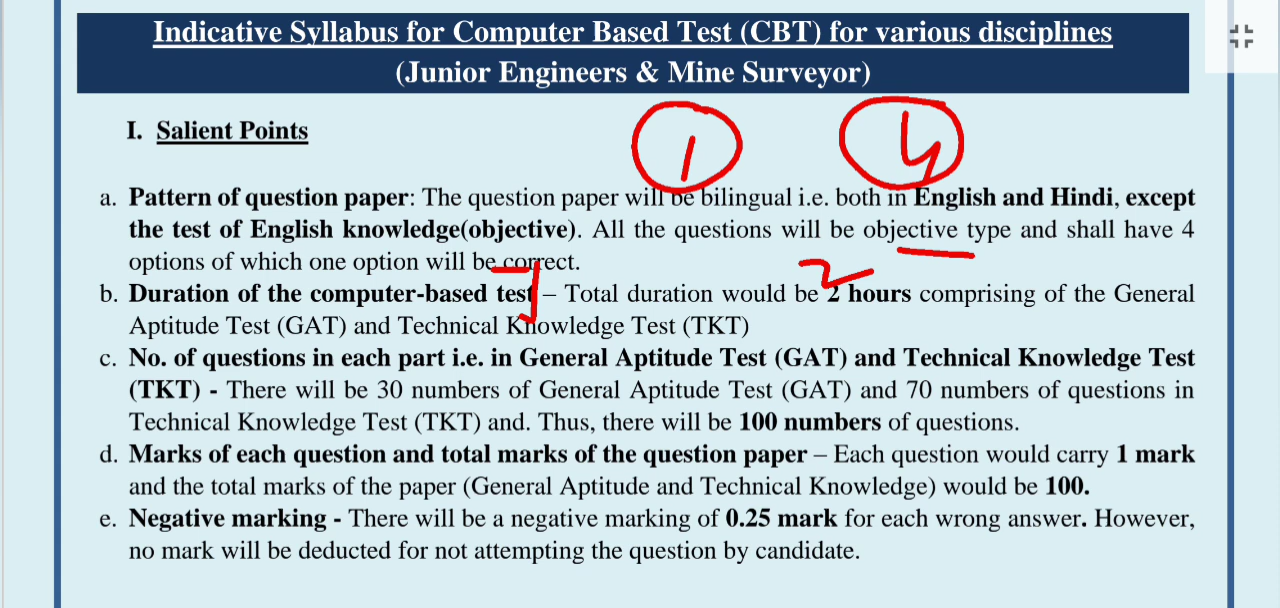 Indicative Syllabus for Computer Based Test (CBT) for various disciplines
(Junior Engineers & Mine Surveyor)
I. Salient Points
1
4
a. Pattern of question paper: The question paper will be bilingual i.e. both in English and Hindi, except
the test of English knowledge(objective). All the questions will be objective type and shall have 4
options of which one option will be correct.
b. Duration of the computer-based test – Total duration would be 2 hours comprising of the General
Aptitude Test (GAT) and Technical Knowledge Test (TKT)
c. No. of questions in each part i.e. in General Aptitude Test (GAT) and Technical Knowledge Test
(TKT) - There will be 30 numbers of General Aptitude Test (GAT) and 70 numbers of questions in
Technical Knowledge Test (TKT) and. Thus, there will be 100 numbers of questions.
d. Marks of each question and total marks of the question paper – Each question would carry 1 mark
and the total marks of the paper (General Aptitude and Technical Knowledge) would be 100.
e. Negative marking - There will be a negative marking of 0.25 mark for each wrong answer. However,
no mark will be deducted for not attempting the question by candidate.